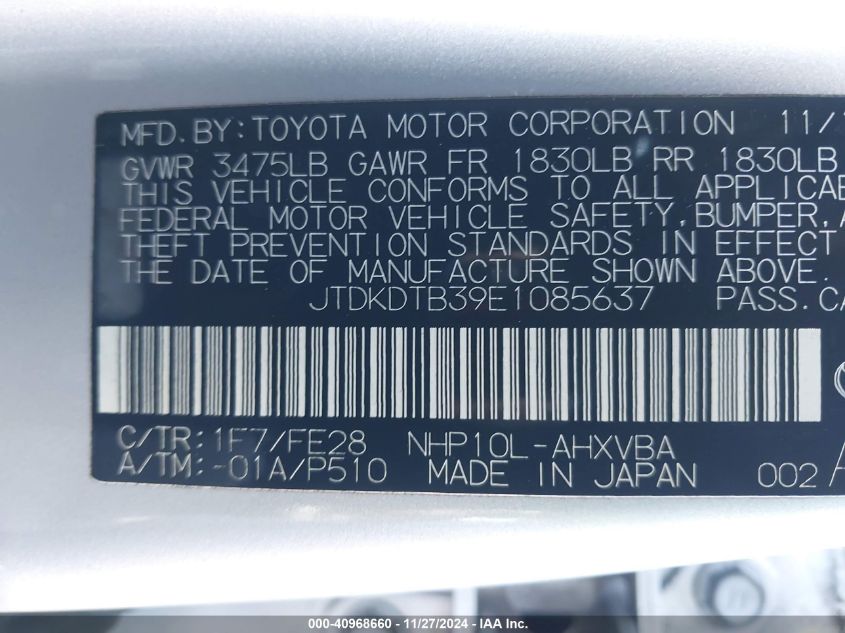 MFD.BY:TOYOTA MOTOR CORPORATION 11/
GVWR 3475LB GAWR FR 1830LB RR 1830LB
THIS VEHICLE CONFORMS TO ALL APPLICAB
FEDERAL MOTOR VEHICLE SAFETY,BUMPER,A
THEFT PREVENTION STANDARDS IN EFFECT
THE DATE OF MANUFACTURE SHOWN ABOVE.
JTDKDTB39E1085637 PASS.CA
C/TR:1F7/FE28 NHP10L-AHXVBA
A/TM:-01A/P510 MADE IN JAPAN 002 A
000-40968660 — 11/27/2024 — IAA Inc.